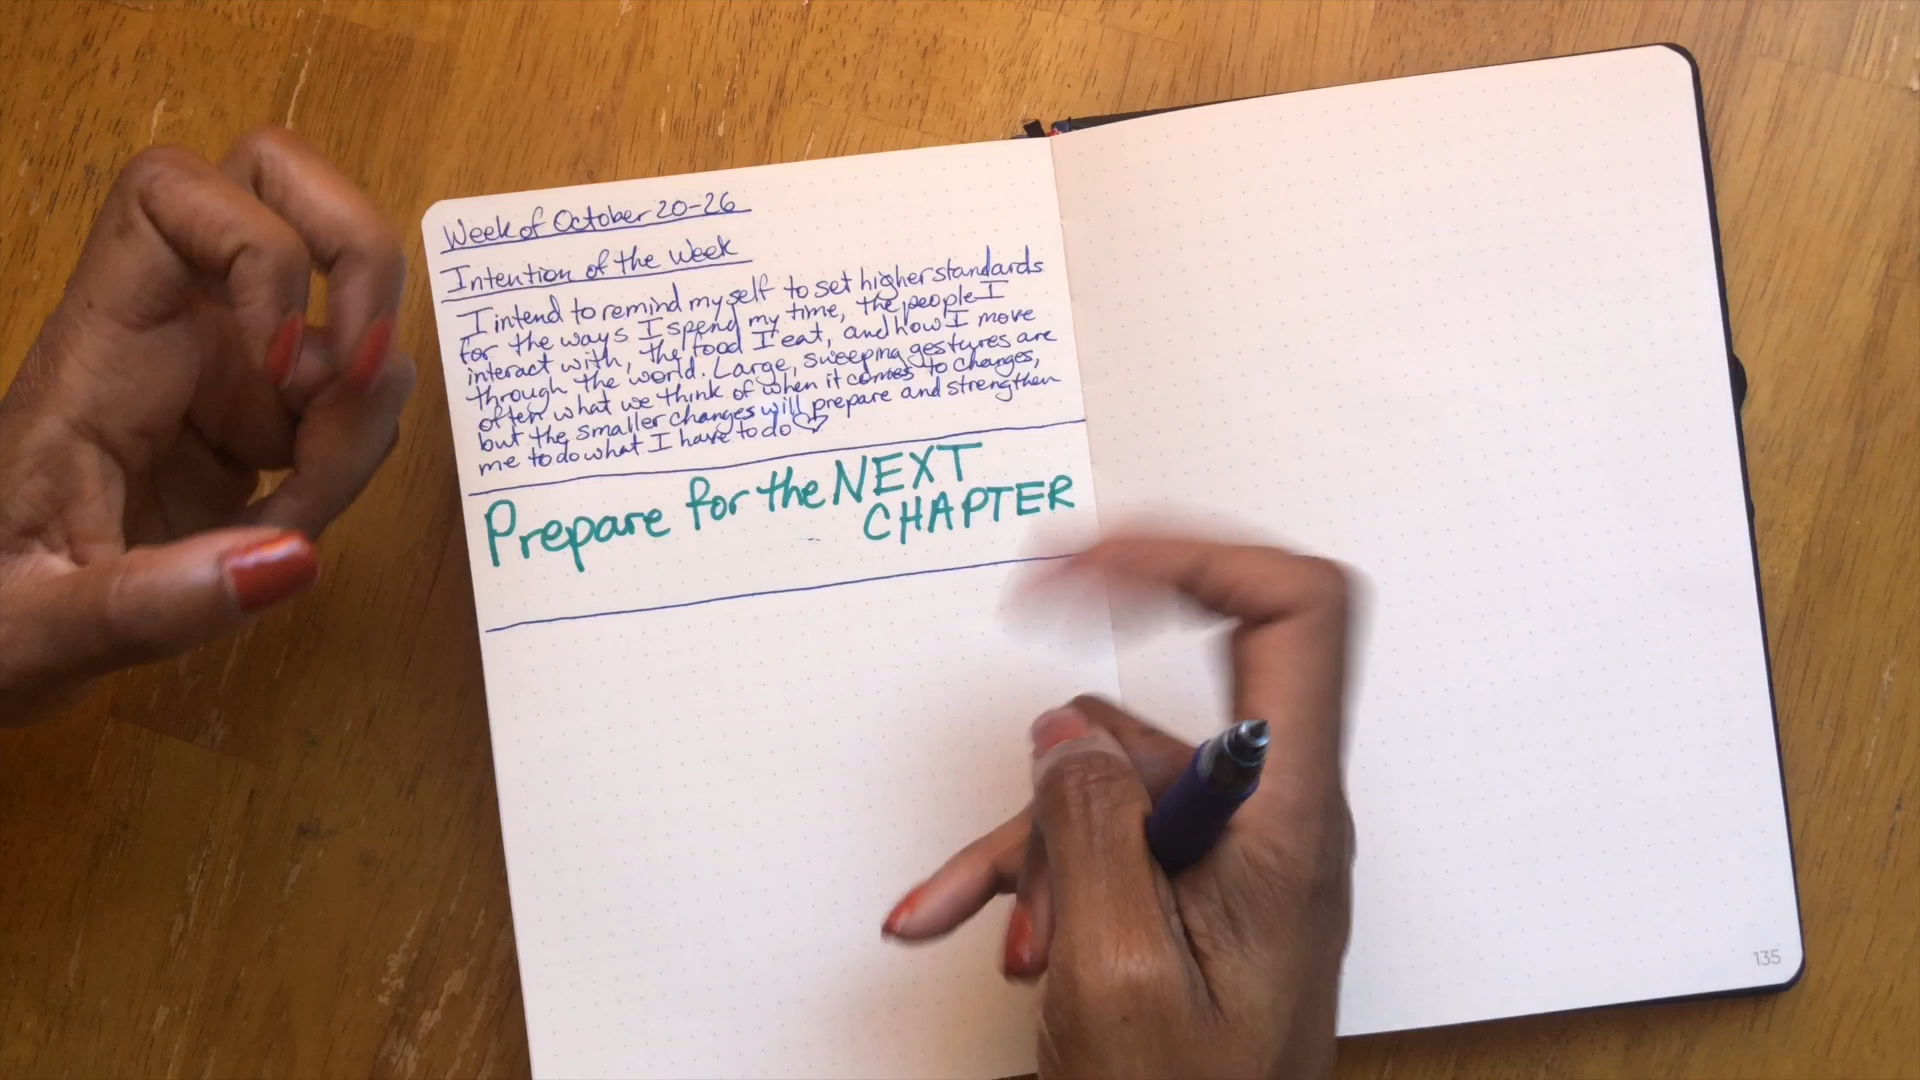 Week of October 20-26
Intention of the Week
I intend to remind myself to set higher standards
for the ways I spend my time, the people I
interact with, the food I eat, and how I move
through the world. Large, sweeping gestures are
often what we think of when it comes to changes,
but the smaller changes will prepare and strengthen
me to do what I have to do
Prepare for the NEXT
CHAPTER
135